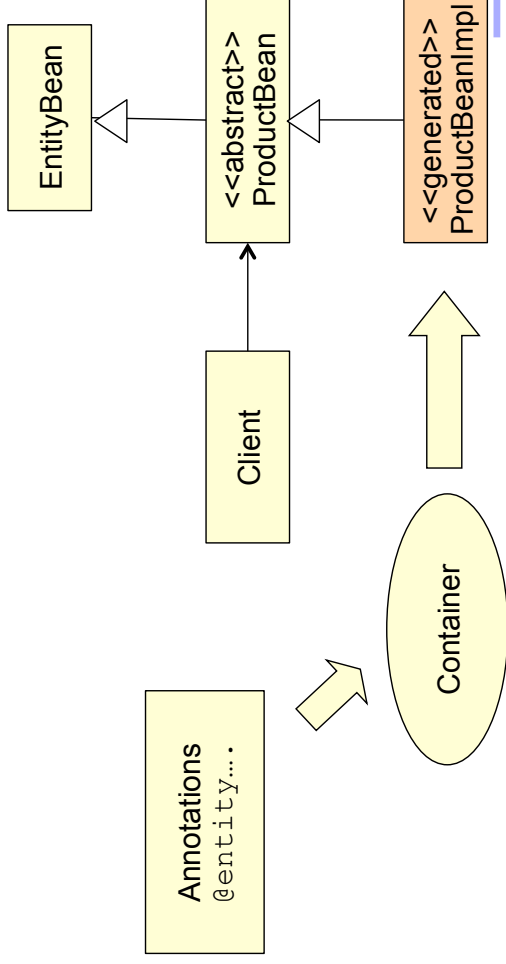 EntityBean
<<abstract>>
ProductBean
<<generated>>
ProductBeanImpl
Client
Container
Annotations
@entity….